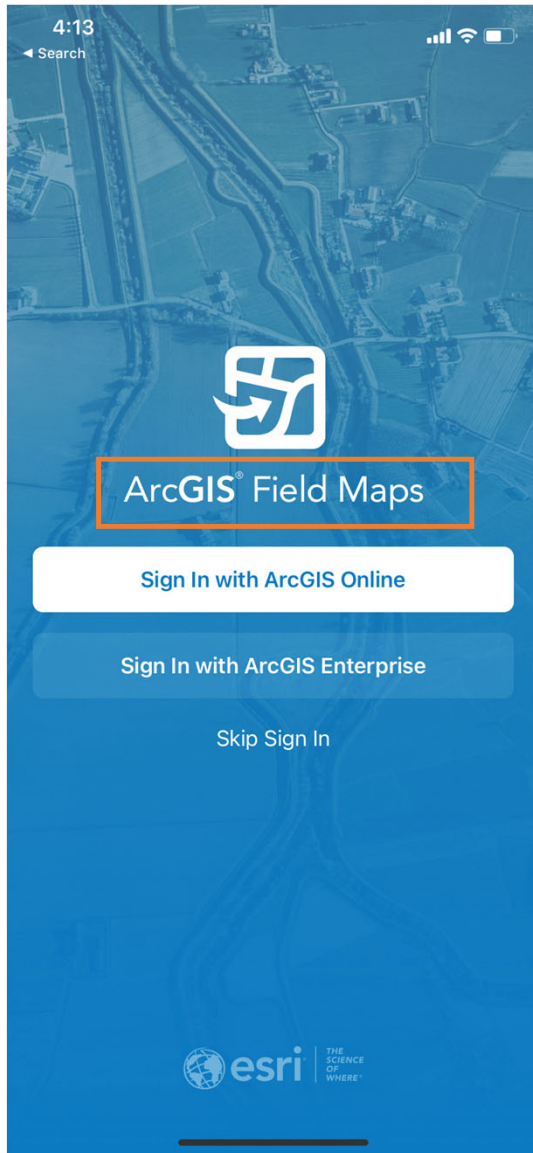 4:13
◀ Search
ArcGIS® Field Maps
Sign In with ArcGIS Online
Sign In with ArcGIS Enterprise
Skip Sign In
esri
THE
SCIENCE
OF
WHERE®